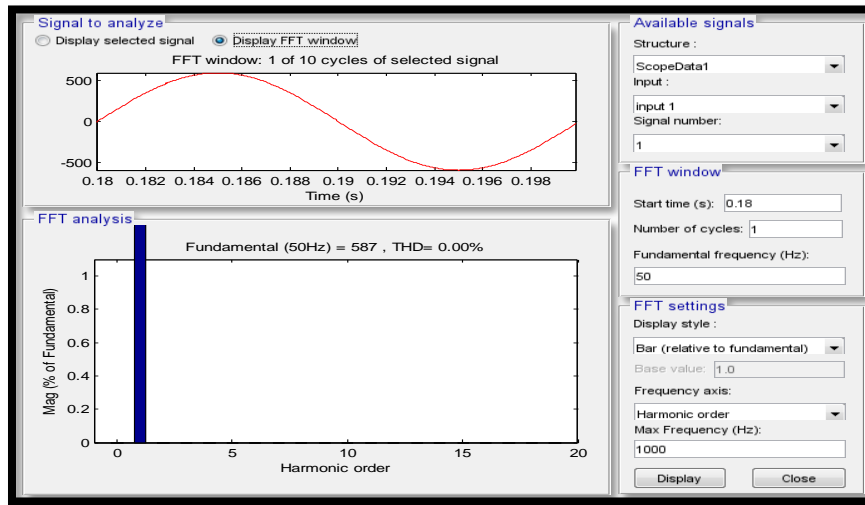 Signal to analyze
Display selected signal Display FFT window
FFT window: 1 of 10 cycles of selected signal
500
0
-500
0.18 0.182 0.184 0.186 0.188 0.19 0.192 0.194 0.196 0.198
Time (s)
FFT analysis
Fundamental (50Hz) = 587 , THD= 0.00%
1
0.8
0.6
0.4
0.2
0
Mag (% of Fundamental)
0 5 10 15 20
Harmonic order
Available signals
Structure :
ScopeData1
Input :
input 1
Signal number:
1
FFT window
Start time (s): 0.18
Number of cycles: 1
Fundamental frequency (Hz):
50
FFT settings
Display style :
Bar (relative to fundamental)
Base value: 1.0
Frequency axis:
Harmonic order
Max Frequency (Hz):
1000
Display Close